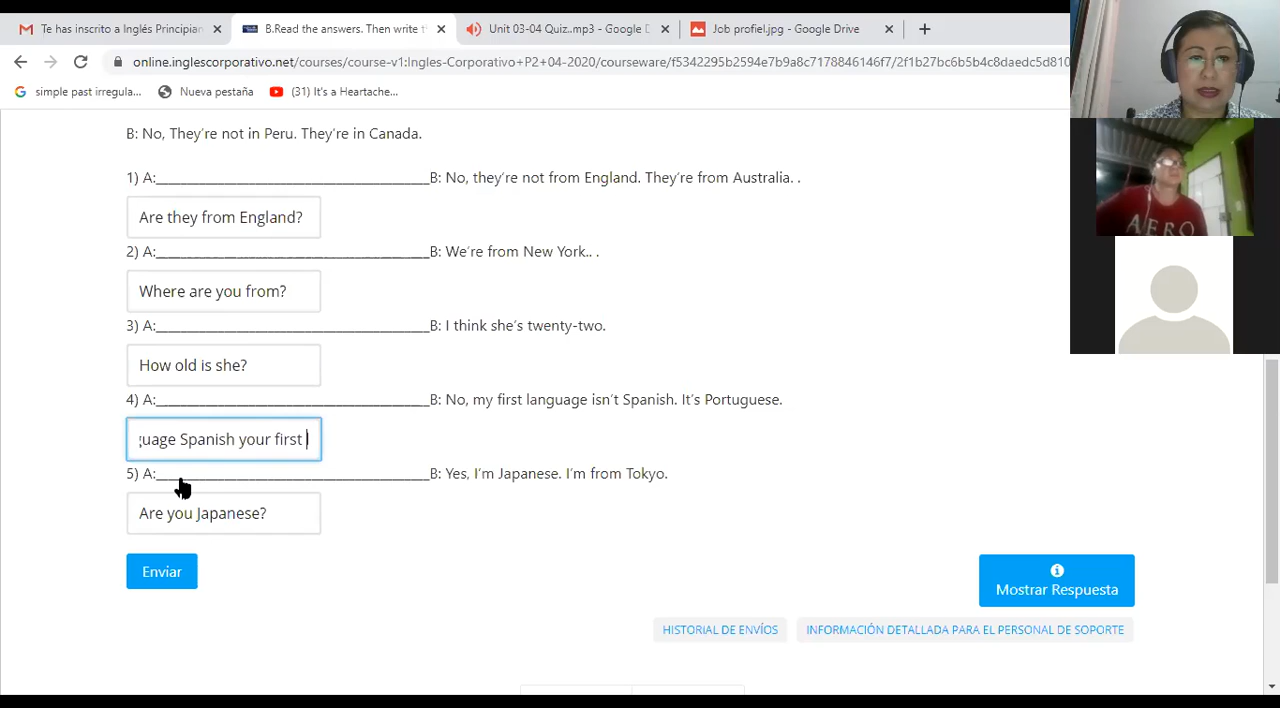 Te has inscrito a Inglés Principian
B.Read the answers. Then write t
Unit 03-04 Quiz..mp3 - Google D
Job profiel.jpg - Google Drive
online.inglescorporativo.net/courses/course-v1:Ingles-Corporativo+P2+04-2020/courseware/f5342295b2594e7b9a8c7178846146f7/2f1b27bc6b5b4c8daedc5d810
simple past irregula...
Nueva pestaña
(31) It's a Heartache...
B: No, They're not in Peru. They're in Canada.
1) A:__________________________________B: No, they're not from England. They're from Australia. .
Are they from England?
2) A:__________________________________B: We're from New York.. .
Where are you from?
3) A:__________________________________B: I think she's twenty-two.
How old is she?
4) A:__________________________________B: No, my first language isn't Spanish. It's Portuguese.
guage Spanish your first
5) A:__________________________________B: Yes, I'm Japanese. I'm from Tokyo.
Are you Japanese?
Enviar
Mostrar Respuesta
HISTORIAL DE ENVÍOS
INFORMACIÓN DETALLADA PARA EL PERSONAL DE SOPORTE
AERO